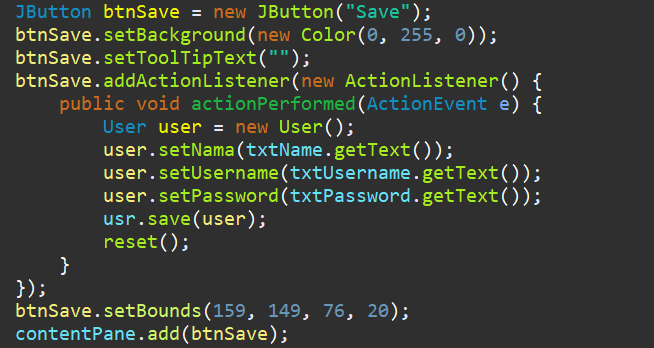 JButton btnSave = new JButton("Save");
btnSave.setBackground(new Color(0, 255, 0));
btnSave.setToolTipText("");
btnSave.addActionListener(new ActionListener() {
    public void actionPerformed(ActionEvent e) {
        User user = new User();
        user.setNama(txtName.getText());
        user.setUsername(txtUsername.getText());
        user.setPassword(txtPassword.getText());
        usr.save(user);
        reset();
    }
});
btnSave.setBounds(159, 149, 76, 20);
contentPane.add(btnSave);